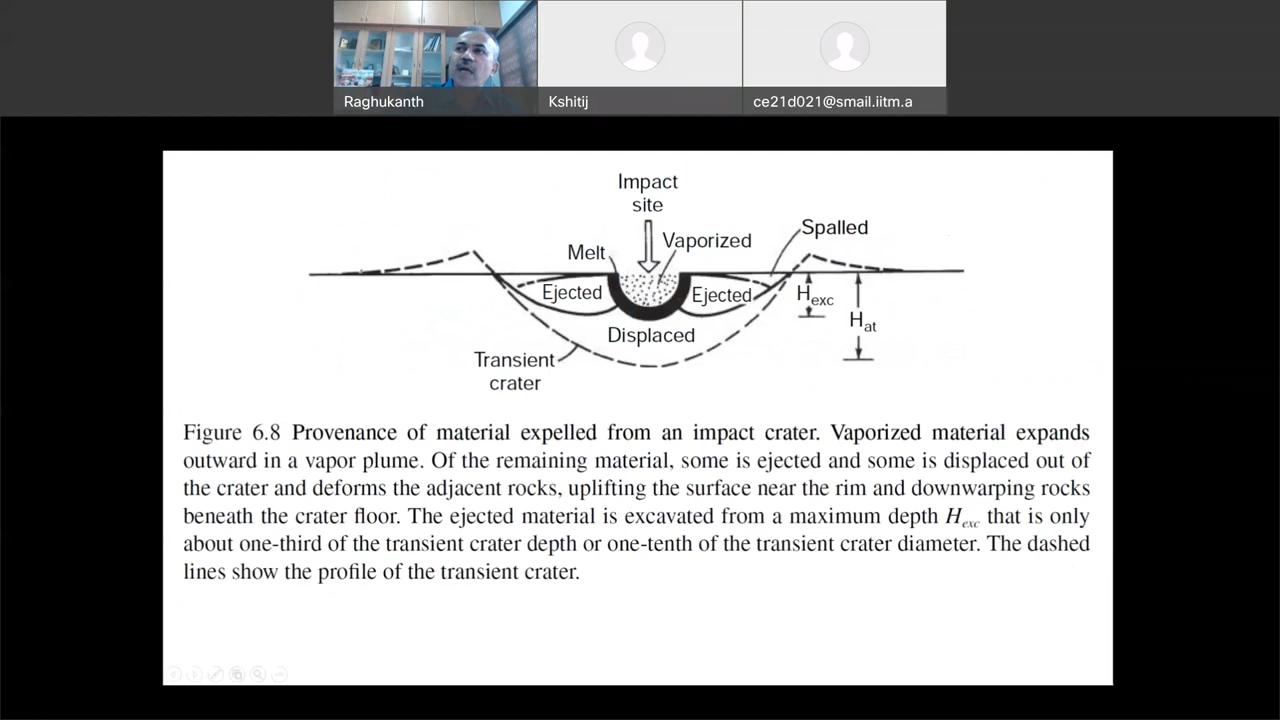 Raghukanth
Kshitij
ce21d021@smail.iitm.a
Impact
site
Spalled
Melt
Vaporized
Ejected
Ejected
Hexc
Hat
Displaced
Transient
crater
Figure 6.8 Provenance of material expelled from an impact crater. Vaporized material expands
outward in a vapor plume. Of the remaining material, some is ejected and some is displaced out of
the crater and deforms the adjacent rocks, uplifting the surface near the rim and downwarping rocks
beneath the crater floor. The ejected material is excavated from a maximum depth Hexc that is only
about one-third of the transient crater depth or one-tenth of the transient crater diameter. The dashed
lines show the profile of the transient crater.